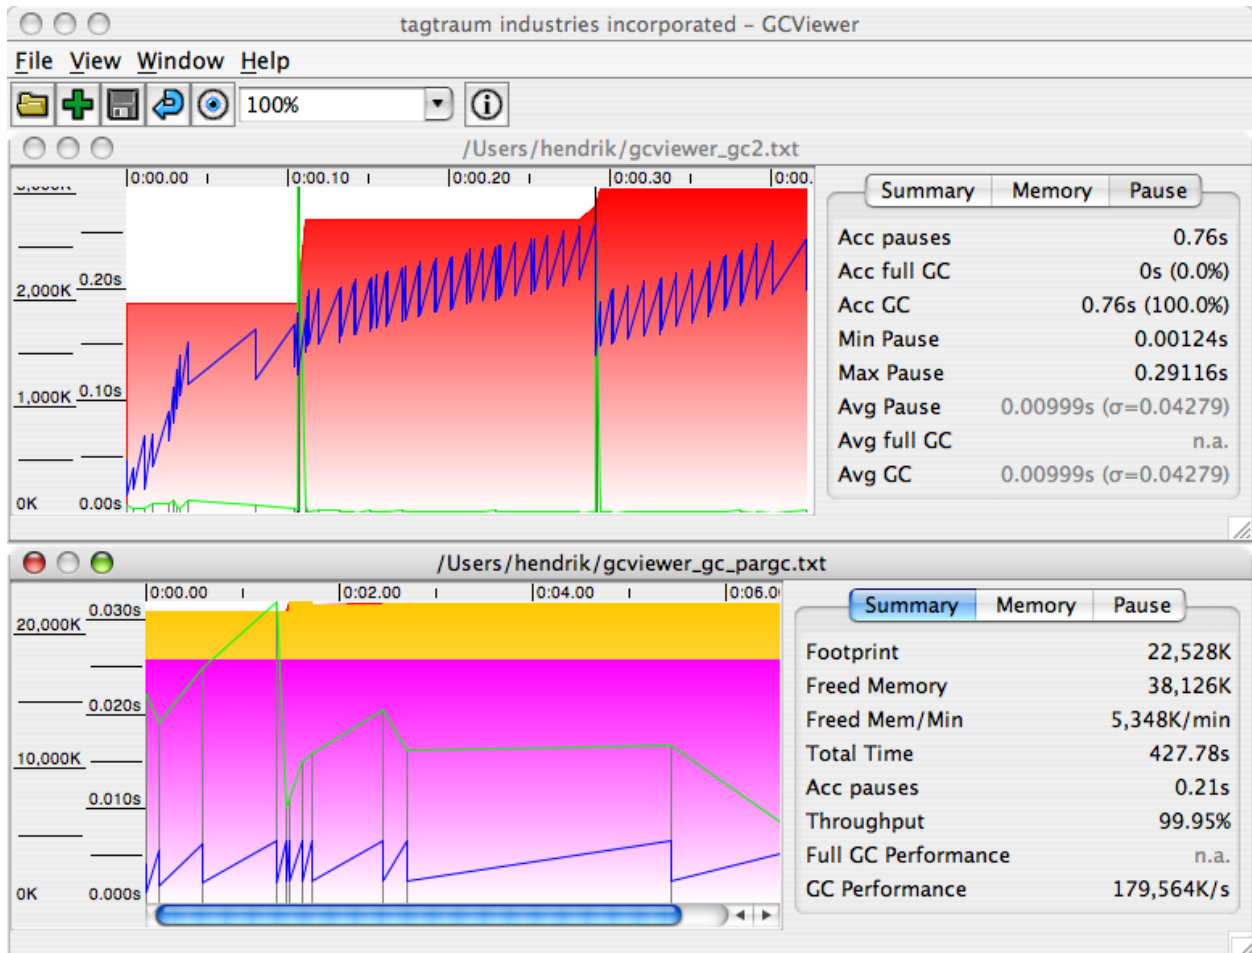 tagtraum industries incorporated – GCViewer
File View Window Help
100%
/Users/hendrik/gcviewer_gc2.txt
0:00.00 0:00.10 0:00.20 0:00.30 0:00.
0.20s
2,000K
0.10s
1,000K
0K 0.00s
Summary Memory Pause
Acc pauses 0.76s
Acc full GC 0s (0.0%)
Acc GC 0.76s (100.0%)
Min Pause 0.00124s
Max Pause 0.29116s
Avg Pause 0.00999s (σ=0.04279)
Avg full GC n.a.
Avg GC 0.00999s (σ=0.04279)
/Users/hendrik/gcviewer_gc_pargc.txt
0:00.00 0:02.00 0:04.00 0:06.0
0.030s
20,000K
0.020s
10,000K
0.010s
0K 0.000s
Summary Memory Pause
Footprint 22,528K
Freed Memory 38,126K
Freed Mem/Min 5,348K/min
Total Time 427.78s
Acc pauses 0.21s
Throughput 99.95%
Full GC Performance n.a.
GC Performance 179,564K/s